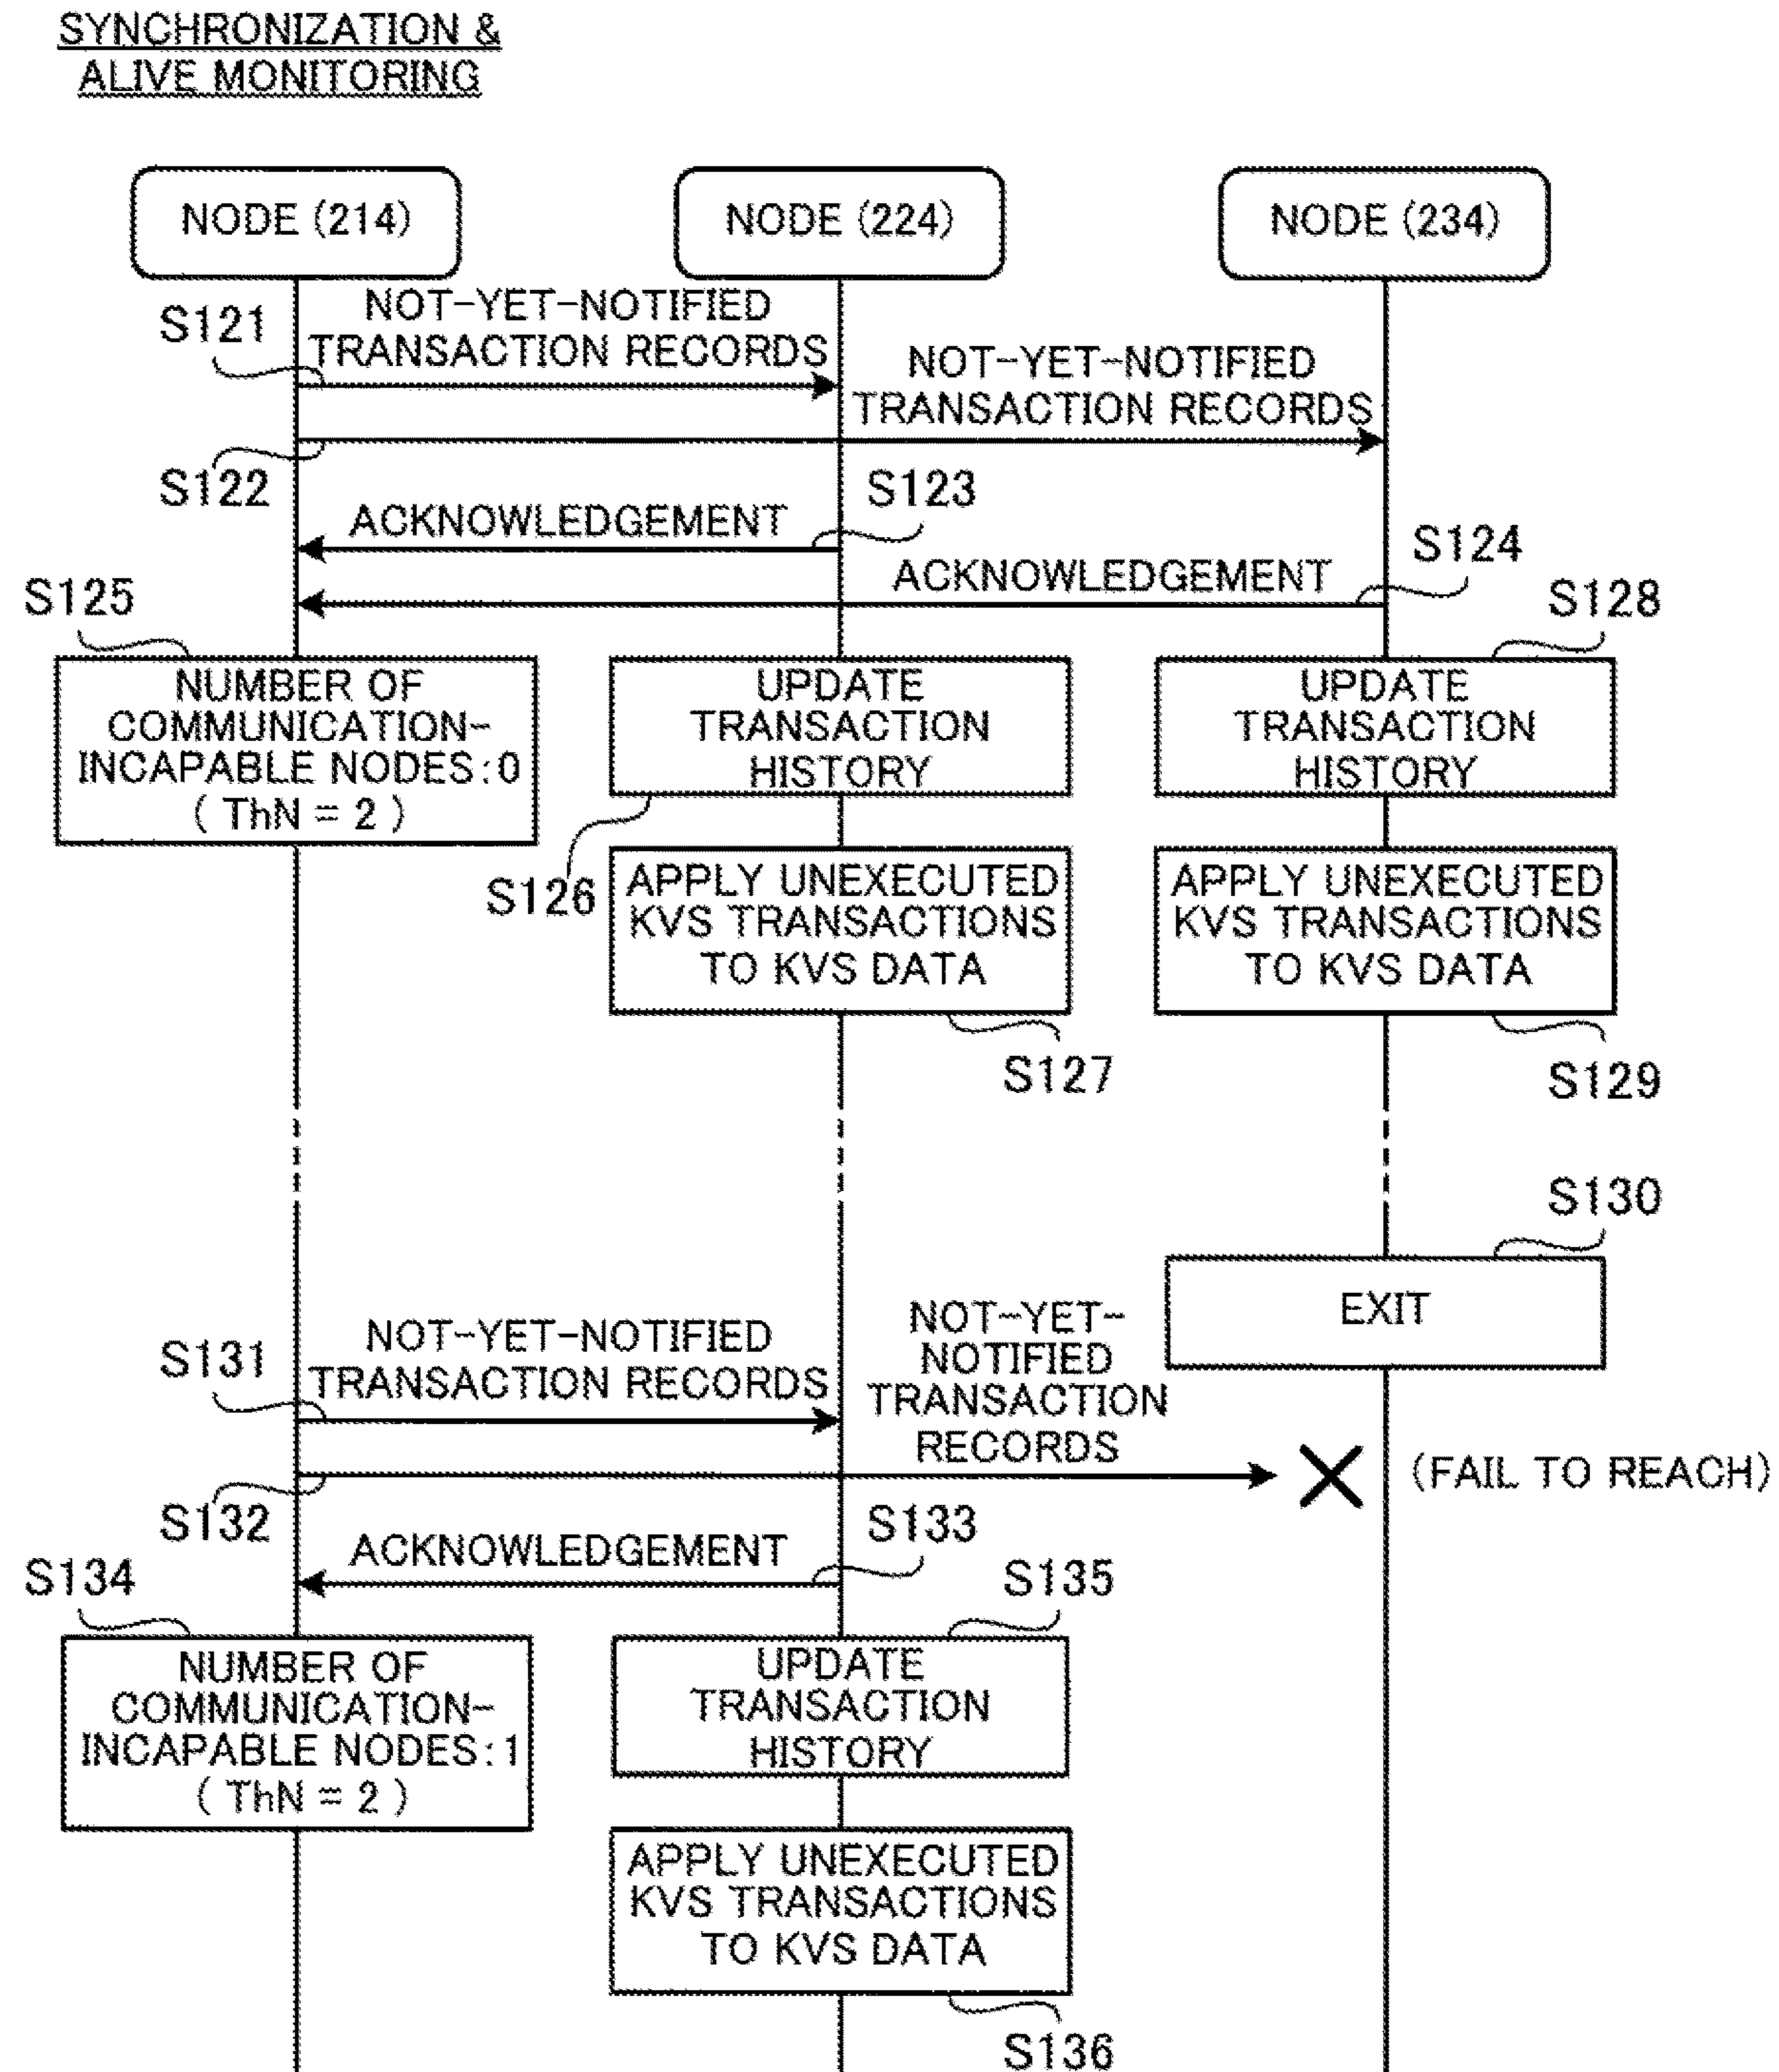 SYNCHRONIZATION &
ALIVE MONITORING
NODE (214)
NODE (224)
NODE (234)
S121
NOT-YET-NOTIFIED
TRANSACTION RECORDS
NOT-YET-NOTIFIED
TRANSACTION RECORDS
S122
S123
ACKNOWLEDGEMENT
S124
ACKNOWLEDGEMENT
S125
S128
NUMBER OF
COMMUNICATION-
INCAPABLE NODES:0
( ThN = 2 )
UPDATE
TRANSACTION
HISTORY
UPDATE
TRANSACTION
HISTORY
S126
APPLY UNEXECUTED
KVS TRANSACTIONS
TO KVS DATA
APPLY UNEXECUTED
KVS TRANSACTIONS
TO KVS DATA
S127
S129
S130
EXIT
S131
NOT-YET-NOTIFIED
TRANSACTION RECORDS
NOT-YET-
NOTIFIED
TRANSACTION
RECORDS
(FAIL TO REACH)
S132
S133
ACKNOWLEDGEMENT
S134
S135
NUMBER OF
COMMUNICATION-
INCAPABLE NODES:1
( ThN = 2 )
UPDATE
TRANSACTION
HISTORY
APPLY UNEXECUTED
KVS TRANSACTIONS
TO KVS DATA
S136